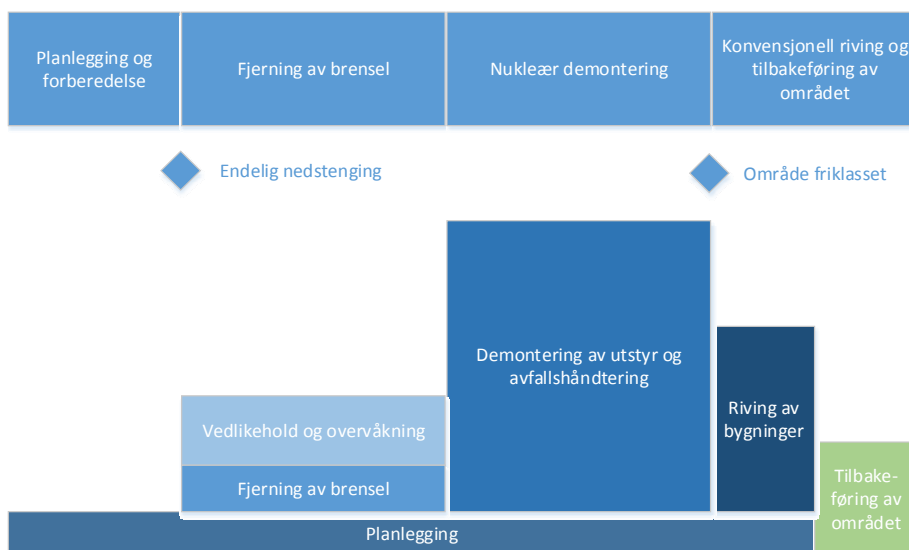 Planlegging og
forberedelse
Fjerning av brensel
Nukleær demontering
Konvensjonell riving og
tilbakeføring av
området
Endelig nedstenging
Område friklasset
Demontering av utstyr og
avfallshåndtering
Vedlikehold og overvåkning
Fjerning av brensel
Riving av
bygninger
Tilbake-
føring av
området
Planlegging